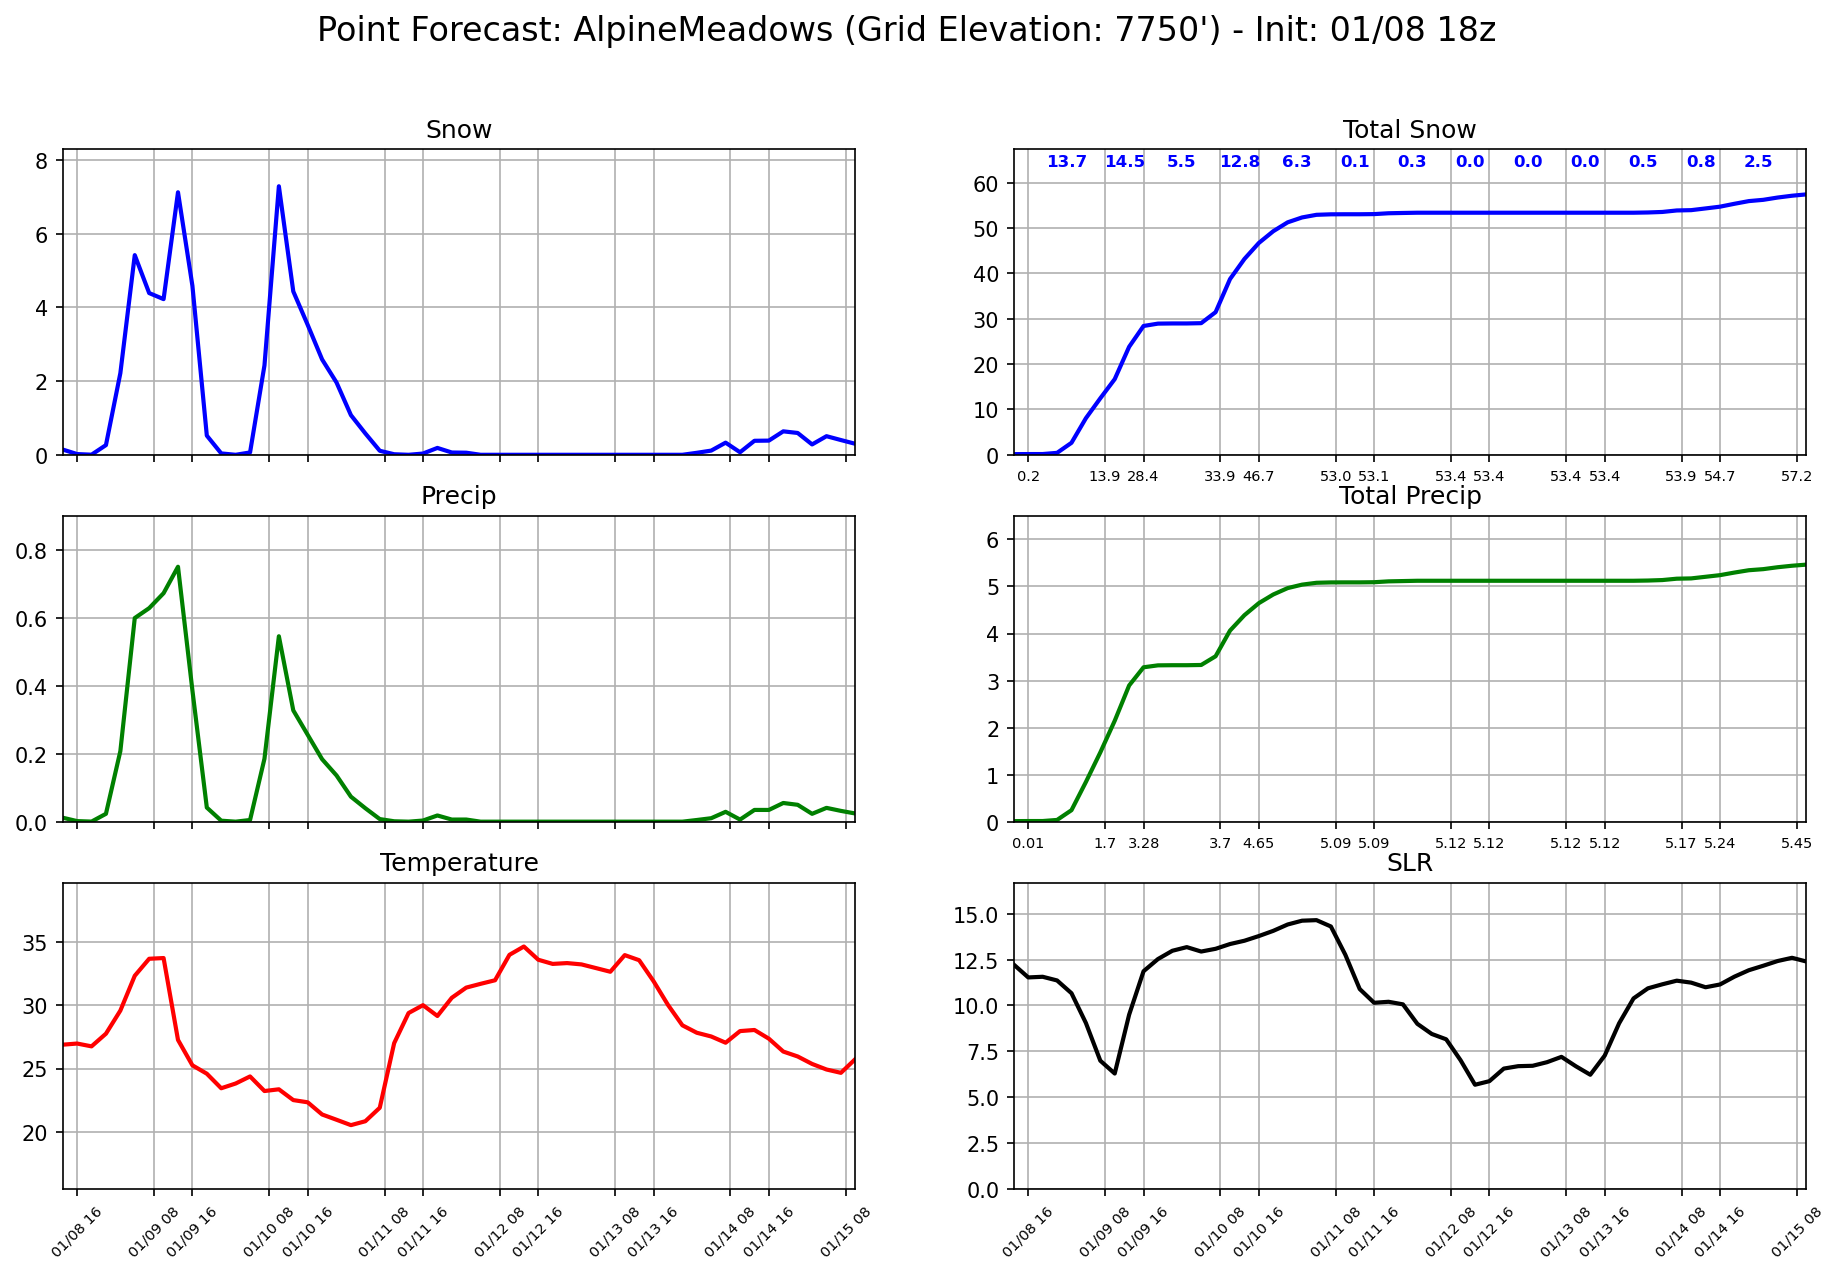 Point Forecast: AlpineMeadows (Grid Elevation: 7750') - Init: 01/08 18z
Snow
8
6
4
2
0
Total Snow
13.7 14.5 5.5 12.8 6.3 0.1 0.3 0.0 0.0 0.0 0.5 0.8 2.5
60
50
40
30
20
10
0
0.2 13.9 28.4 33.9 46.7 53.0 53.1 53.4 53.4 53.4 53.4 53.9 54.7 57.2
Precip
0.8
0.6
0.4
0.2
0.0
Total Precip
6
5
4
3
2
1
0
0.01 1.7 3.28 3.7 4.65 5.09 5.09 5.12 5.12 5.12 5.12 5.17 5.24 5.45
Temperature
35
30
25
20
01/08 16 01/09 08 01/09 16 01/10 08 01/10 16 01/11 08 01/11 16 01/12 08 01/12 16 01/13 08 01/13 16 01/14 08 01/14 16 01/15 08
SLR
15.0
12.5
10.0
7.5
5.0
2.5
0.0
01/08 16 01/09 08 01/09 16 01/10 08 01/10 16 01/11 08 01/11 16 01/12 08 01/12 16 01/13 08 01/13 16 01/14 08 01/14 16 01/15 08